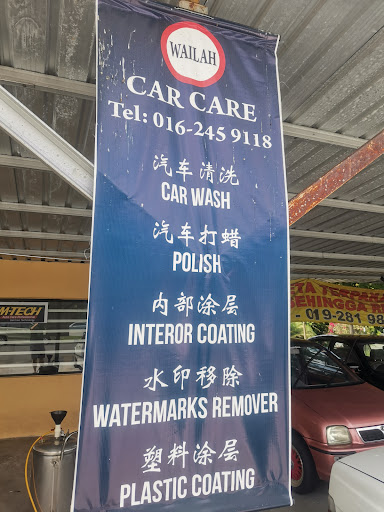 WAILAH
CAR CARE
Tel: 016-245 9118
汽车清洗
CAR WASH
汽车打蜡
POLISH
内部涂层
INTEROR COATING
水印移除
WATERMARKS REMOVER
塑料涂层
PLASTIC COATING
M-TECH
SEHINGGA
- 019-281 98